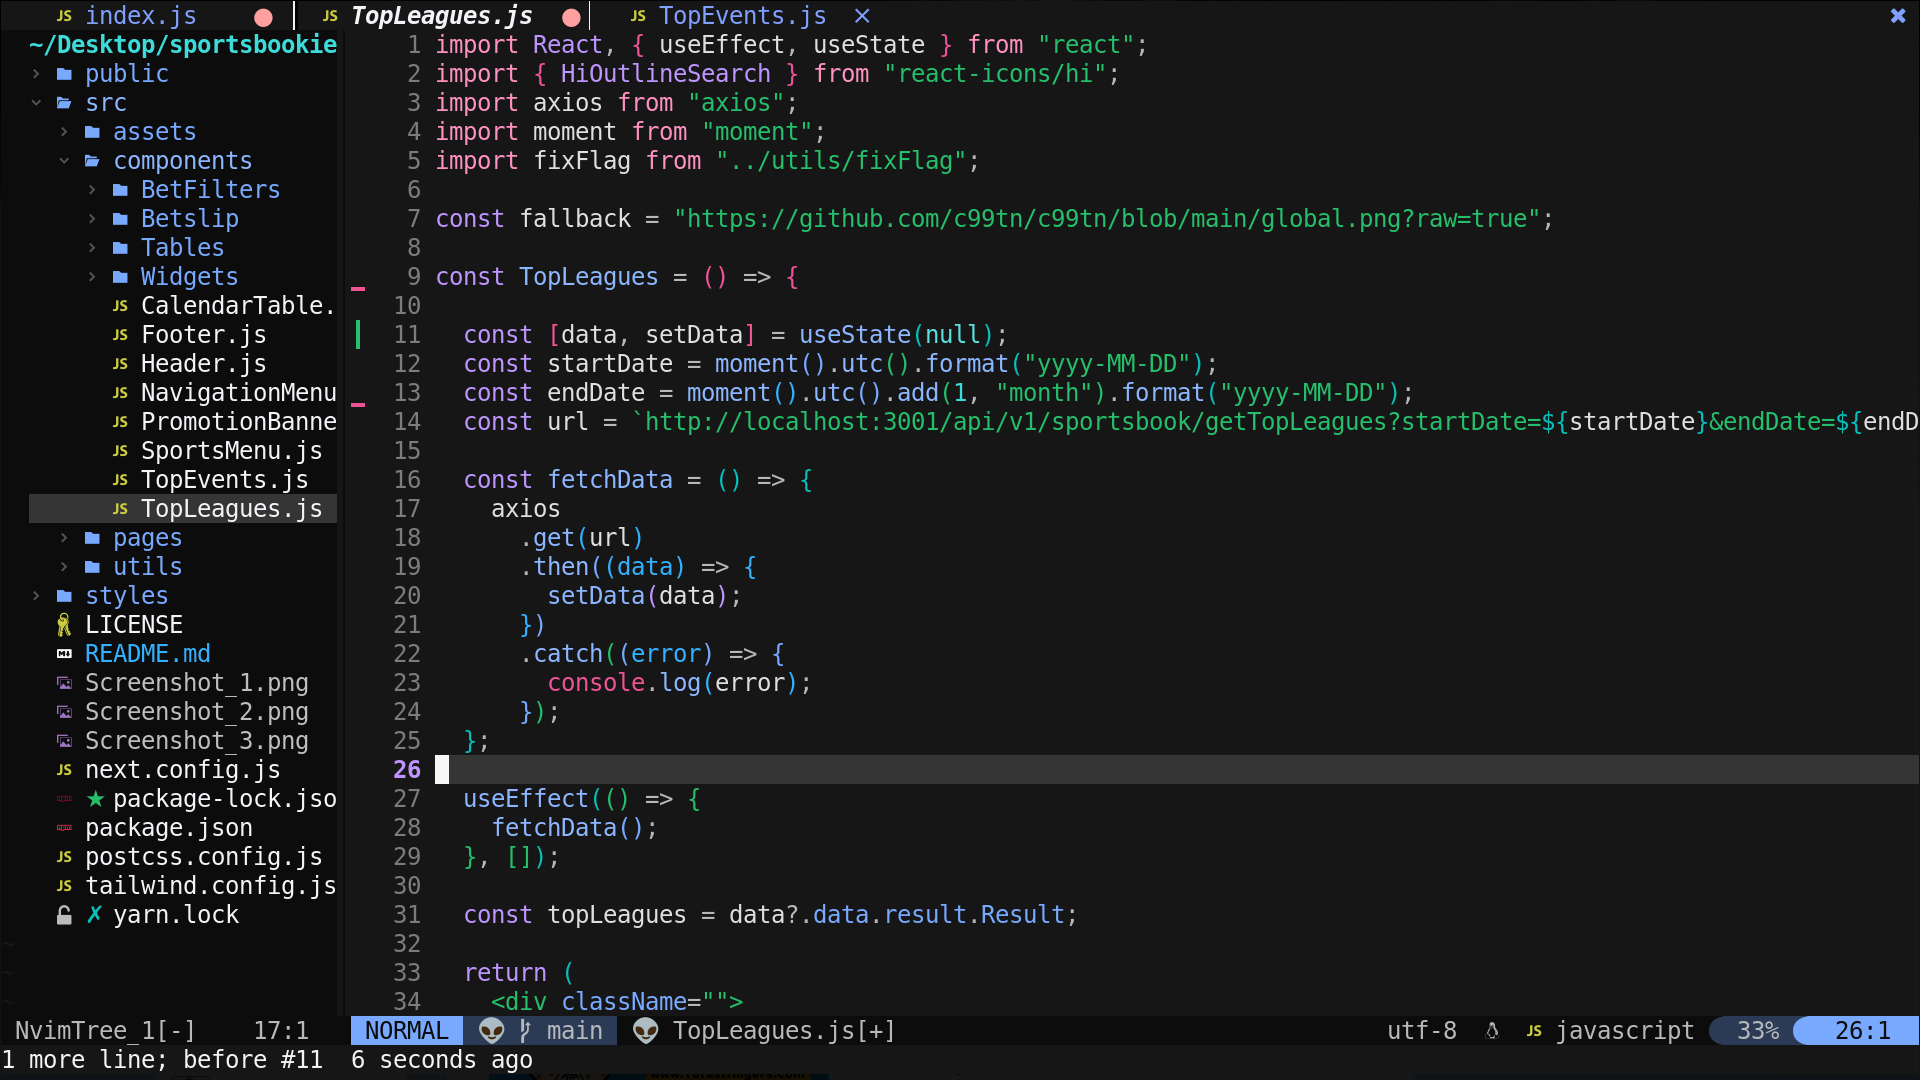 JS index.js JS TopLeagues.js JS TopEvents.js
~/Desktop/sportsbookie
public
src
assets
components
BetFilters
Betslip
Tables
Widgets
JS CalendarTable.
JS Footer.js
JS Header.js
JS NavigationMenu
JS PromotionBanne
JS SportsMenu.js
JS TopEvents.js
JS TopLeagues.js
pages
utils
styles
LICENSE
README.md
Screenshot_1.png
Screenshot_2.png
Screenshot_3.png
JS next.config.js
package-lock.jso
package.json
JS postcss.config.js
JS tailwind.config.js
yarn.lock
1 import React, { useEffect, useState } from "react";
2 import { HiOutlineSearch } from "react-icons/hi";
3 import axios from "axios";
4 import moment from "moment";
5 import fixFlag from "../utils/fixFlag";
6
7 const fallback = "https://github.com/c99tn/c99tn/blob/main/global.png?raw=true";
8
9 const TopLeagues = () => {
10
11   const [data, setData] = useState(null);
12   const startDate = moment().utc().format("yyyy-MM-DD");
13   const endDate = moment().utc().add(1, "month").format("yyyy-MM-DD");
14   const url = `http://localhost:3001/api/v1/sportsbook/getTopLeagues?startDate=${startDate}&endDate=${endD
15
16   const fetchData = () => {
17     axios
18       .get(url)
19       .then((data) => {
20         setData(data);
21       })
22       .catch((error) => {
23         console.log(error);
24       });
25   };
26
27   useEffect(() => {
28     fetchData();
29   }, []);
30
31   const topLeagues = data?.data.result.Result;
32
33   return (
34     <div className="">
NvimTree_1[-] 17:1 NORMAL main TopLeagues.js[+] utf-8 JS javascript 33% 26:1
1 more line; before #11  6 seconds ago